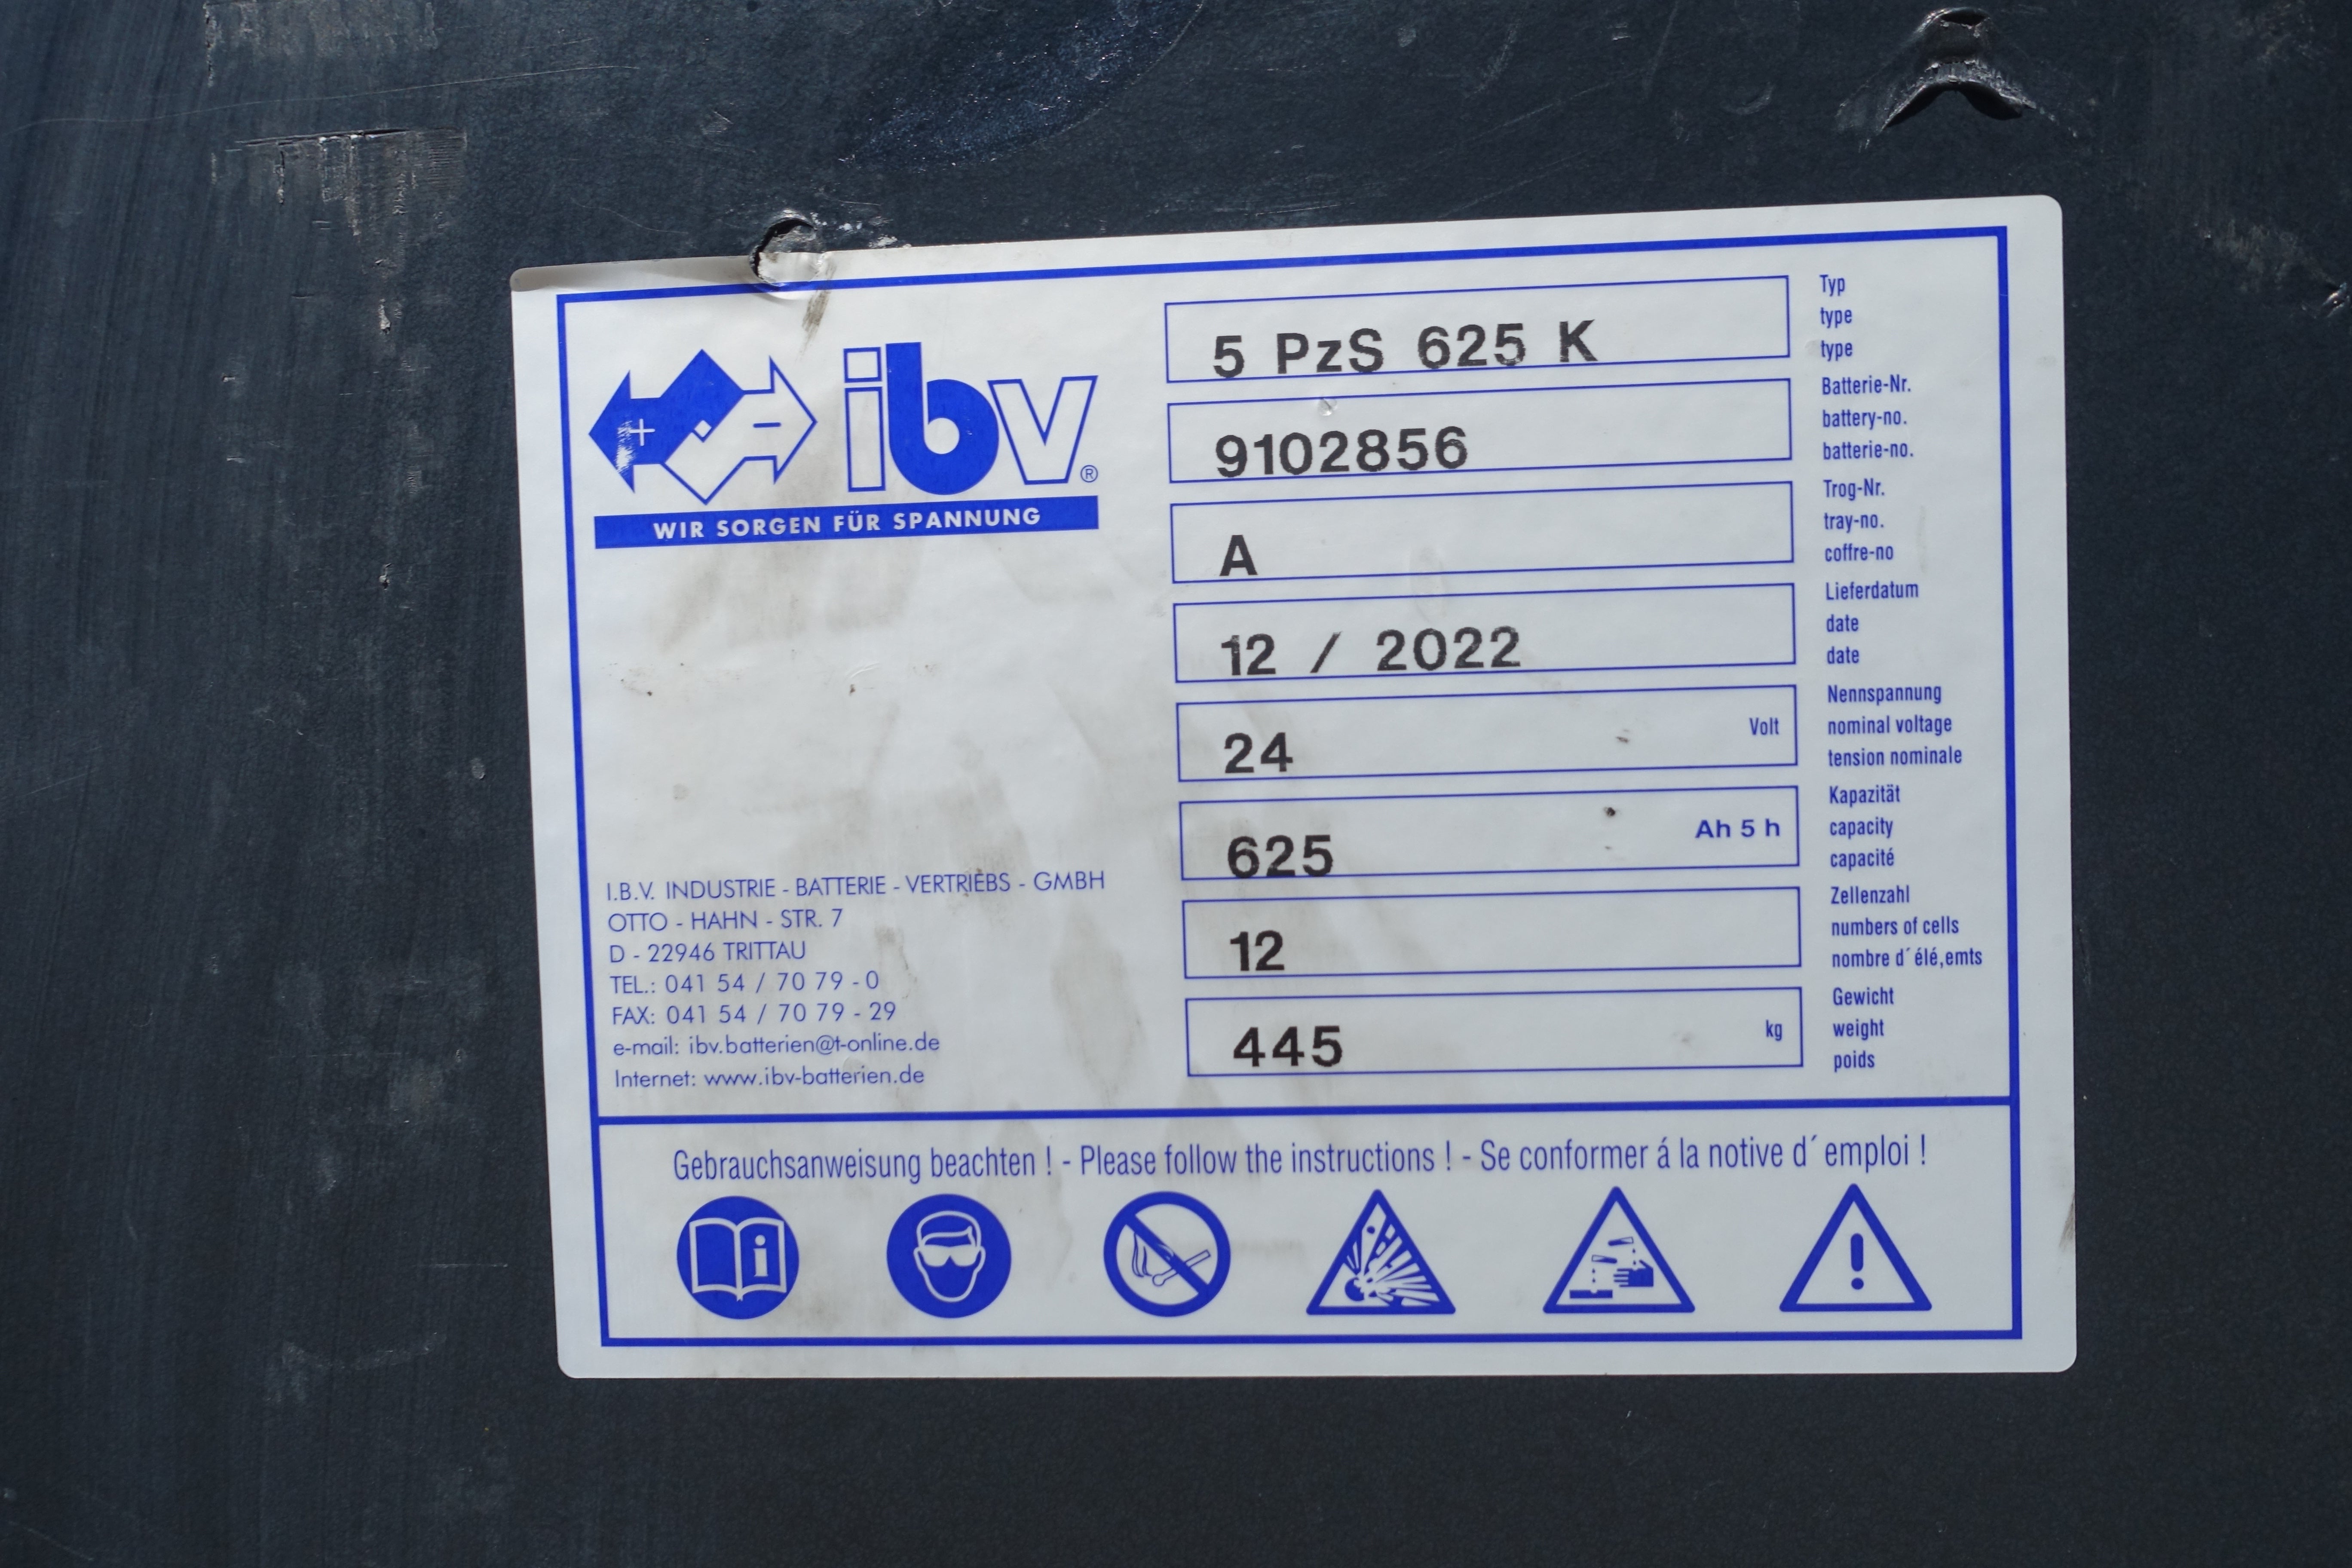 ibv®
WIR SORGEN FÜR SPANNUNG
5 PzS 625 K
Typ
type
type
9102856
Batterie-Nr.
battery-no.
batterie-no.
A
Trog-Nr.
tray-no.
coffre-no
12 / 2022
Lieferdatum
date
date
24 Volt
Nennspannung
nominal voltage
tension nominale
625 Ah 5 h
Kapazität
capacity
capacité
12
Zellenzahl
numbers of cells
nombre d´élé,emts
445 kg
Gewicht
weight
poids
I.B.V. INDUSTRIE - BATTERIE - VERTRIEBS - GMBH
OTTO - HAHN - STR. 7
D - 22946 TRITTAU
TEL.: 041 54 / 70 79 - 0
FAX: 041 54 / 70 79 - 29
e-mail: ibv.batterien@t-online.de
Internet: www.ibv-batterien.de
Gebrauchsanweisung beachten ! - Please follow the instructions ! - Se conformer á la notive d´emploi !